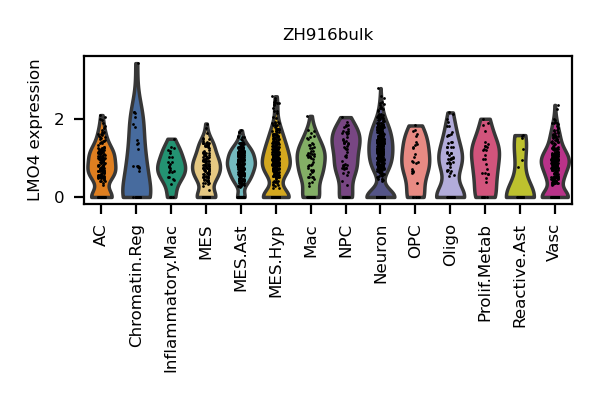 ZH916bulk
LMO4 expression
2
0
AC
Chromatin.Reg
Inflammatory.Mac
MES
MES.Ast
MES.Hyp
Mac
NPC
Neuron
OPC
Oligo
Prolif.Metab
Reactive.Ast
Vasc